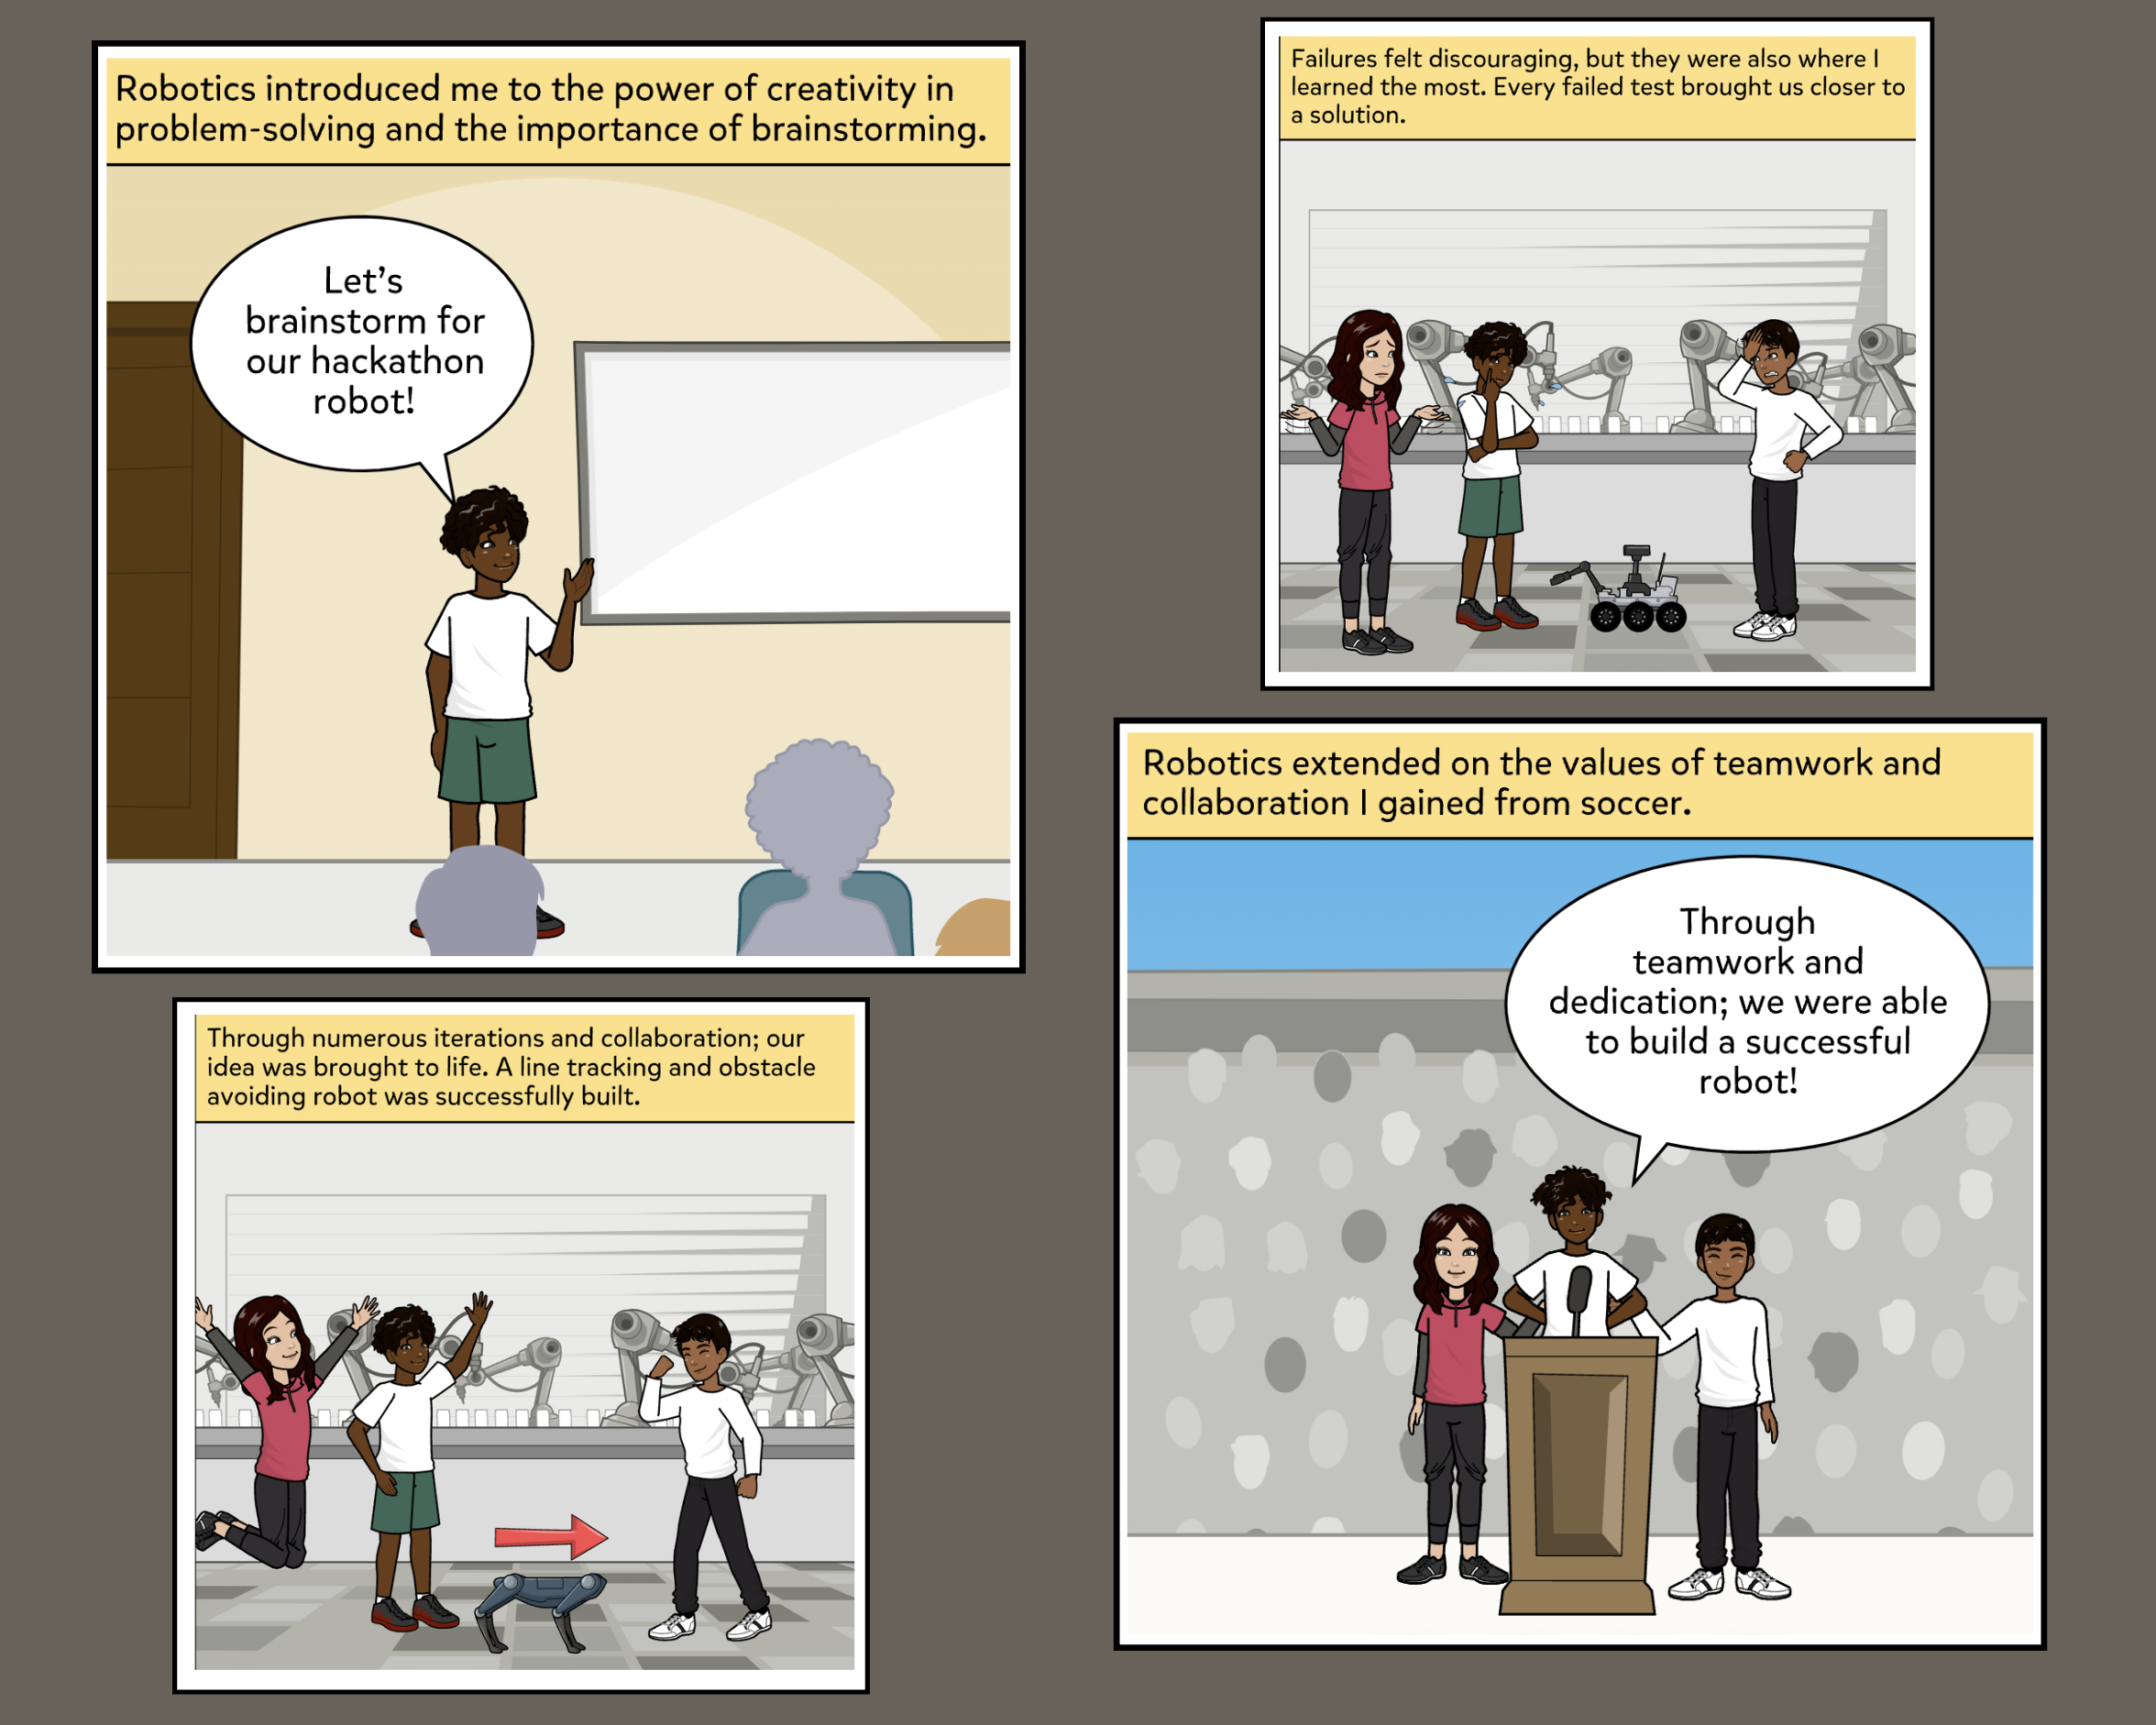 Robotics introduced me to the power of creativity in
problem-solving and the importance of brainstorming.
Let's
brainstorm for
our hackathon
robot!
Failures felt discouraging, but they were also where I
learned the most. Every failed test brought us closer to
a solution.
Through numerous iterations and collaboration; our
idea was brought to life. A line tracking and obstacle
avoiding robot was successfully built.
Robotics extended on the values of teamwork and
collaboration I gained from soccer.
Through
teamwork and
dedication; we were able
to build a successful
robot!